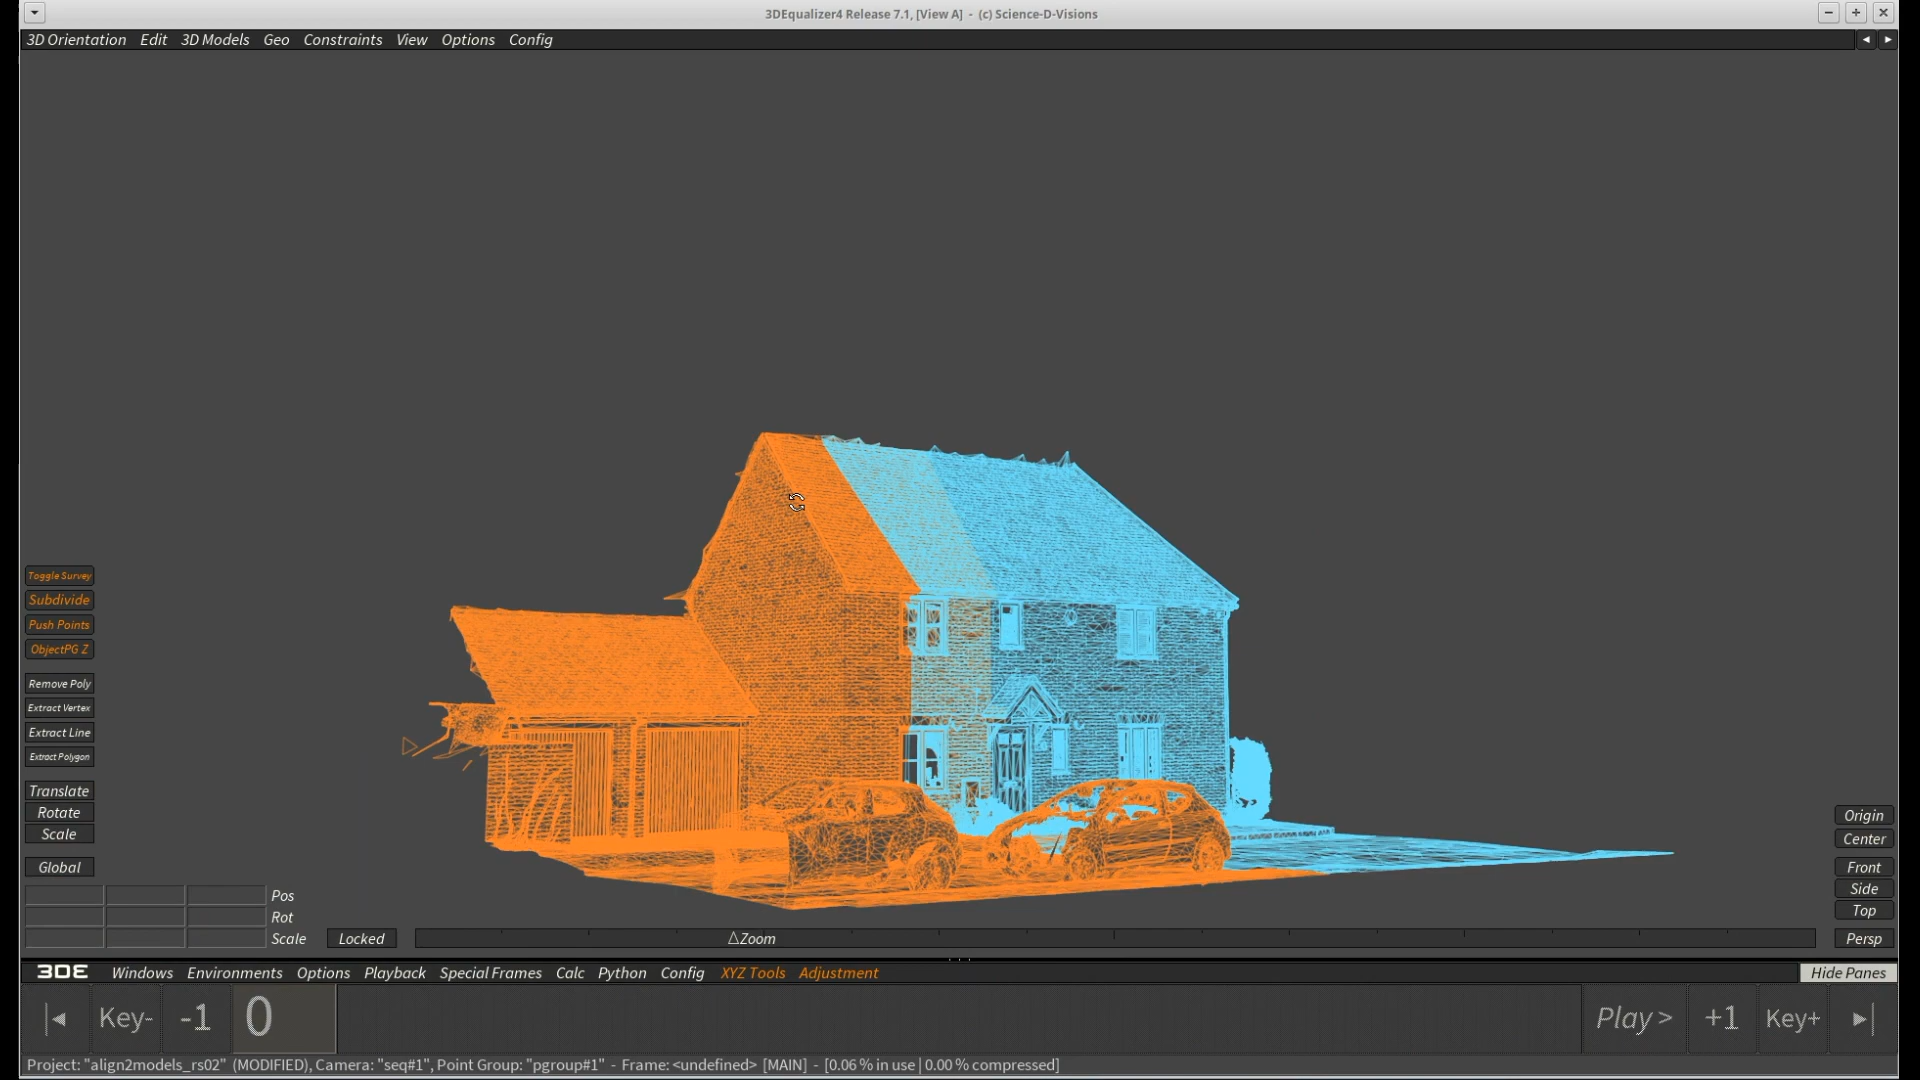 3DEqualizer4 Release 7.1, [View A]  -  (c) Science-D-Visions
3D Orientation Edit 3D Models Geo Constraints View Options Config
Toggle Survey
Subdivide
Push Points
ObjectPG Z
Remove Poly
Extract Vertex
Extract Line
Extract Polygon
Translate
Rotate
Scale
Global
Pos
Rot
Scale Locked Zoom
Origin
Center
Front
Side
Top
Persp
3DE Windows Environments Options Playback Special Frames Calc Python Config XYZ Tools Adjustment Hide Panes
Key- -1 0 Play > +1 Key+
Project: "align2models_rs02" (MODIFIED), Camera: "seq#1", Point Group: "pgroup#1" - Frame: <undefined> [MAIN] - [0.06 % in use | 0.00 % compressed]